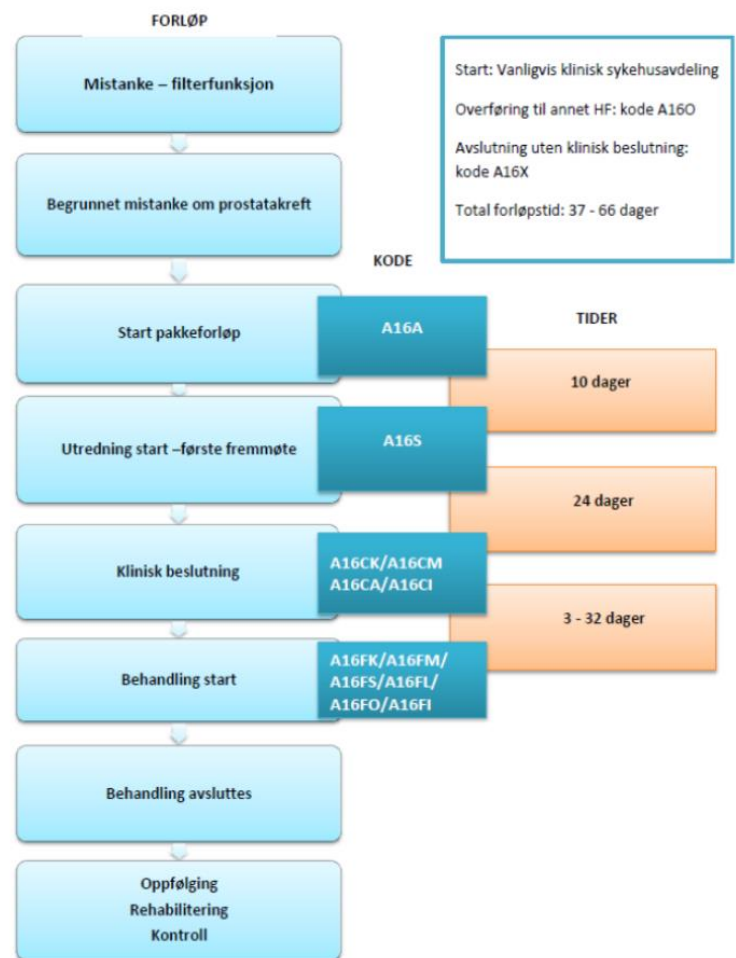 FORLØP
Mistanke – filterfunksjon
Start: Vanligvis klinisk sykehusavdeling
Overføring til annet HF: kode A16O
Avslutning uten klinisk beslutning:
kode A16X
Total forløpstid: 37 - 66 dager
Begrunnet mistanke om prostatakreft
KODE
TIDER
Start pakkeforløp
A16A
10 dager
Utredning start –første fremmøte
A16S
24 dager
Klinisk beslutning
A16CK/A16CM
A16CA/A16CI
3 - 32 dager
Behandling start
A16FK/A16FM/
A16FS/A16FL/
A16FO/A16FI
Behandling avsluttes
Oppfølging
Rehabilitering
Kontroll